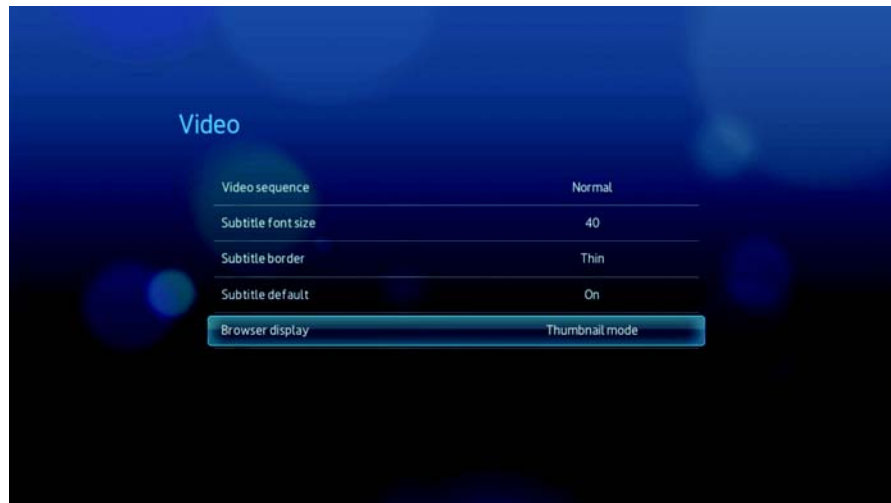 Video
Video sequence Normal
Subtitle font size 40
Subtitle border Thin
Subtitle default On
Browser display Thumbnail mode